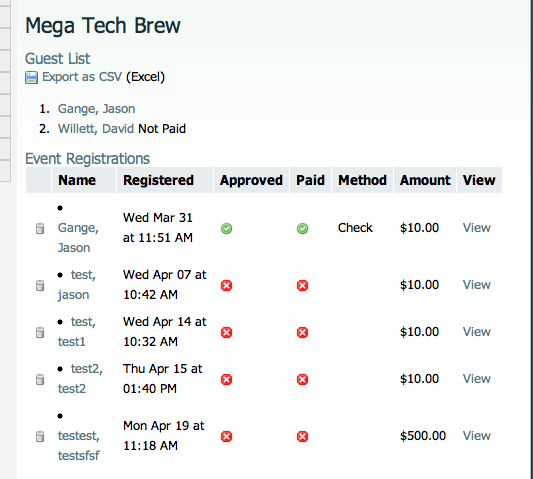 Mega Tech Brew
Guest List
Export as CSV (Excel)
1. Gange, Jason
2. Willett, David Not Paid
Event Registrations
Name Registered Approved Paid Method Amount View
• Gange, Jason Wed Mar 31 at 11:51 AM Check $10.00 View
• test, jason Wed Apr 07 at 10:42 AM $10.00 View
• test, test1 Wed Apr 14 at 10:32 AM $10.00 View
• test2, test2 Thu Apr 15 at 01:40 PM $10.00 View
• testest, testsfsf Mon Apr 19 at 11:18 AM $500.00 View